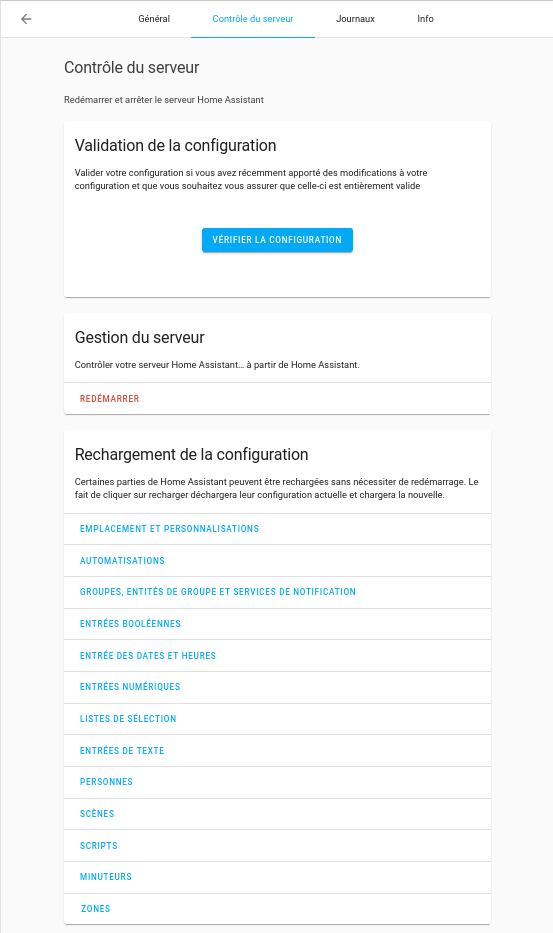 Général
Contrôle du serveur
Journaux
Info
Contrôle du serveur
Redémarrer et arrêter le serveur Home Assistant
Validation de la configuration
Valider votre configuration si vous avez récemment apporté des modifications à votre
configuration et que vous souhaitez vous assurer que celle-ci est entièrement valide
VÉRIFIER LA CONFIGURATION
Gestion du serveur
Contrôler votre serveur Home Assistant… à partir de Home Assistant.
REDÉMARRER
Rechargement de la configuration
Certaines parties de Home Assistant peuvent être rechargées sans nécessiter de redémarrage. Le
fait de cliquer sur recharger déchargera leur configuration actuelle et chargera la nouvelle.
EMPLACEMENT ET PERSONNALISATIONS
AUTOMATISATIONS
GROUPES, ENTITÉS DE GROUPE ET SERVICES DE NOTIFICATION
ENTRÉES BOOLÉENNES
ENTRÉE DES DATES ET HEURES
ENTRÉES NUMÉRIQUES
LISTES DE SÉLECTION
ENTRÉES DE TEXTE
PERSONNES
SCÈNES
SCRIPTS
MINUTEURS
ZONES